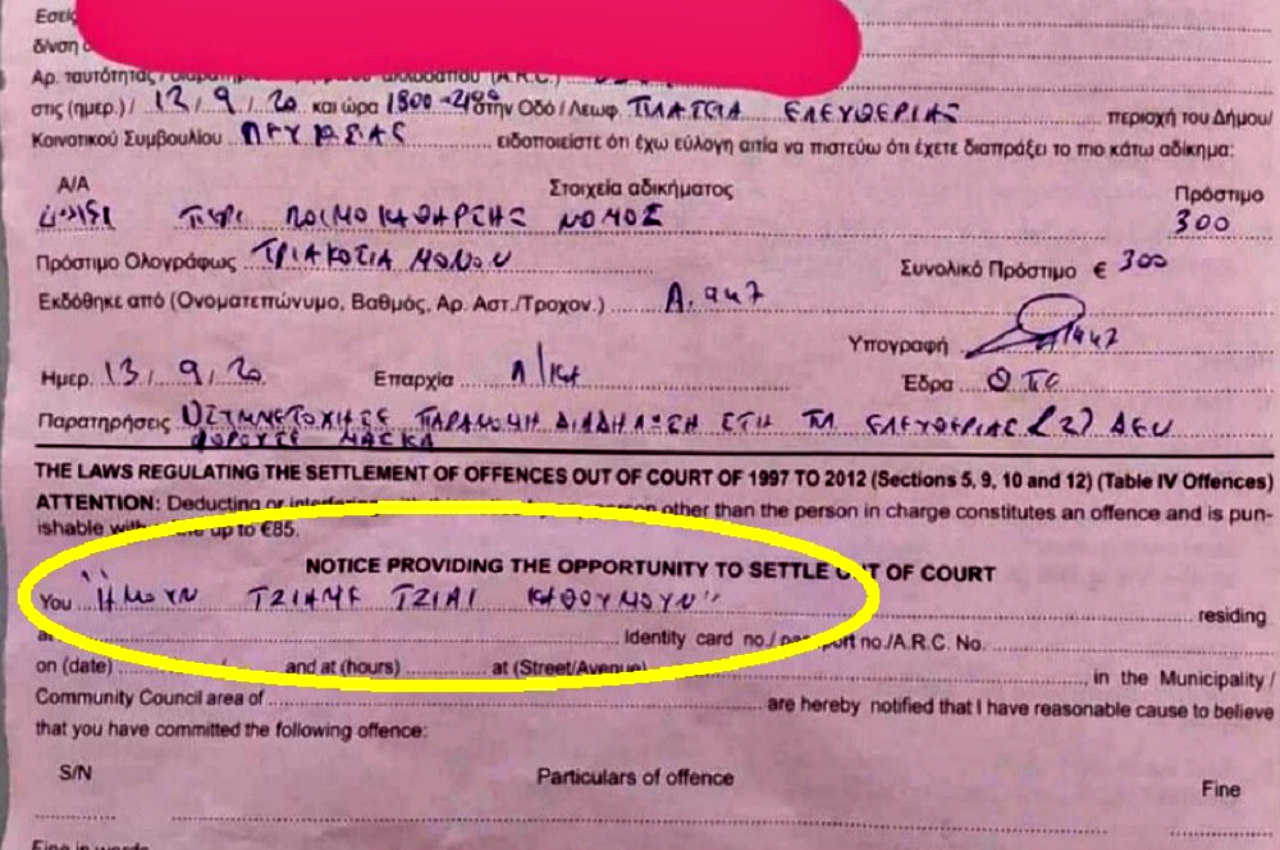 Εσείς
δ/νση
Αρ. ταυτότητας / (A.R.C.)
στις (ημερ.) / 13 / 9 / 20 και ώρα 1800 στην Οδό / Λεωφ. ΠΛΑΤΕΙΑ ΕΛΕΥΘΕΡΙΑΣ περιοχή του Δήμου/
Κοινοτικού Συμβουλίου ΛΕΥΚΩΣΙΑΣ ειδοποιείστε ότι έχω εύλογη αιτία να πιστεύω ότι έχετε διαπράξει το πιο κάτω αδίκημα:
Α/Α Στοιχεία αδικήματος Πρόστιμο
ΠΕΡΙ ΛΟΙΜΟΚΑΘΑΡΣΗΣ ΝΟΜΟΣ 300
Πρόστιμο Ολογράφως ΤΡΙΑΚΟΣΙΑ ΜΟΝΟΝ Συνολικό Πρόστιμο € 300
Εκδόθηκε από (Ονοματεπώνυμο, Βαθμός, Αρ. Αστ./Τροχον.) Α. 947
Υπογραφή
Ημερ. 13 / 9 / 20 Επαρχία Έδρα
Παρατηρήσεις ΠΑΡΑΝΟΜΗ ΔΙΑΔΗΛΩΣΗ ΣΤΗ ΠΛ ΕΛΕΥΘΕΡΙΑΣ (2) ΔΕΝ
ΦΟΡΟΥΣΕ ΜΑΣΚΑ
THE LAWS REGULATING THE SETTLEMENT OF OFFENCES OUT OF COURT OF 1997 TO 2012 (Sections 5, 9, 10 and 12) (Table IV Offences)
ATTENTION: Deducting or other than the person in charge constitutes an offence and is pun-
ishable up to €85.
NOTICE PROVIDING THE OPPORTUNITY TO SETTLE OUT OF COURT
You "ΗΜΟΥΝ ΤΖΙΑΜΕ ΤΖΙΑΙ ΚΑΘΟΥΜΟΥΝ" residing
at Identity card no./ passport no./A.R.C. No.
on (date) / and at (hours) at (Street/Avenue) , in the Municipality /
Community Council area of are hereby notified that I have reasonable cause to believe
that you have committed the following offence:
S/N Particulars of offence Fine
Fine in words